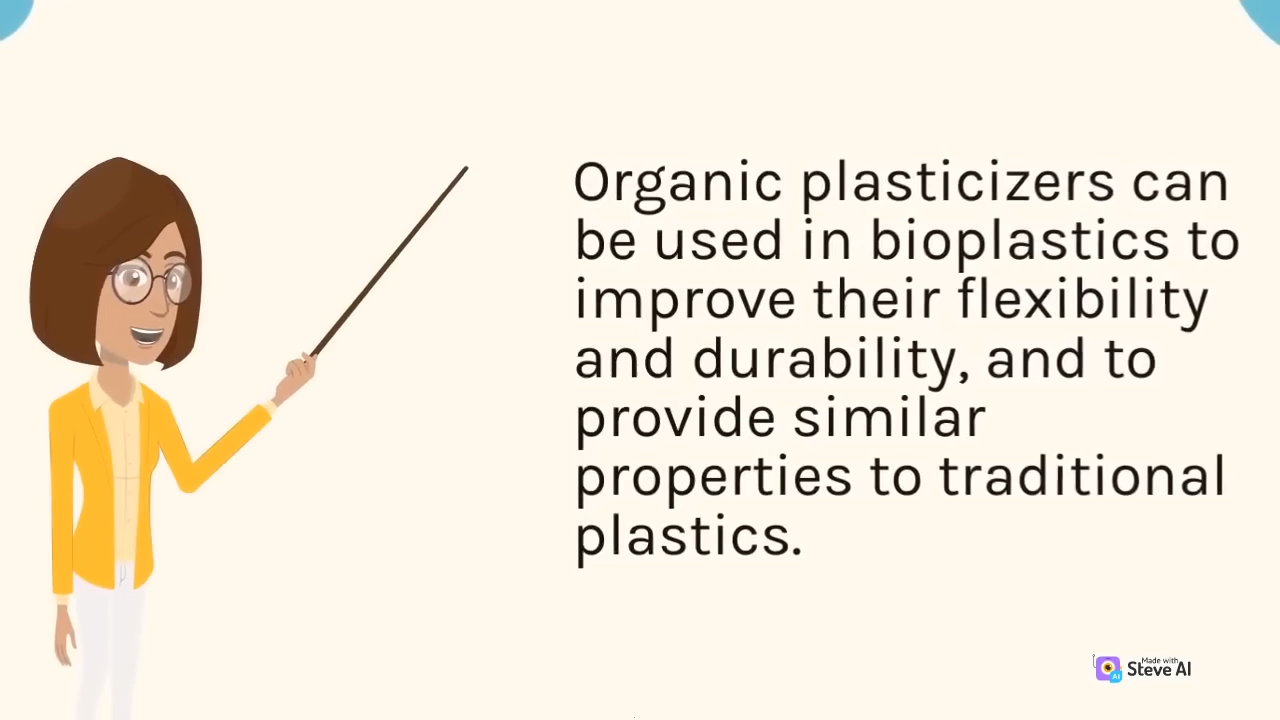 Organic plasticizers can
be used in bioplastics to
improve their flexibility
and durability, and to
provide similar
properties to traditional
plastics.
Made with
Steve AI
AI